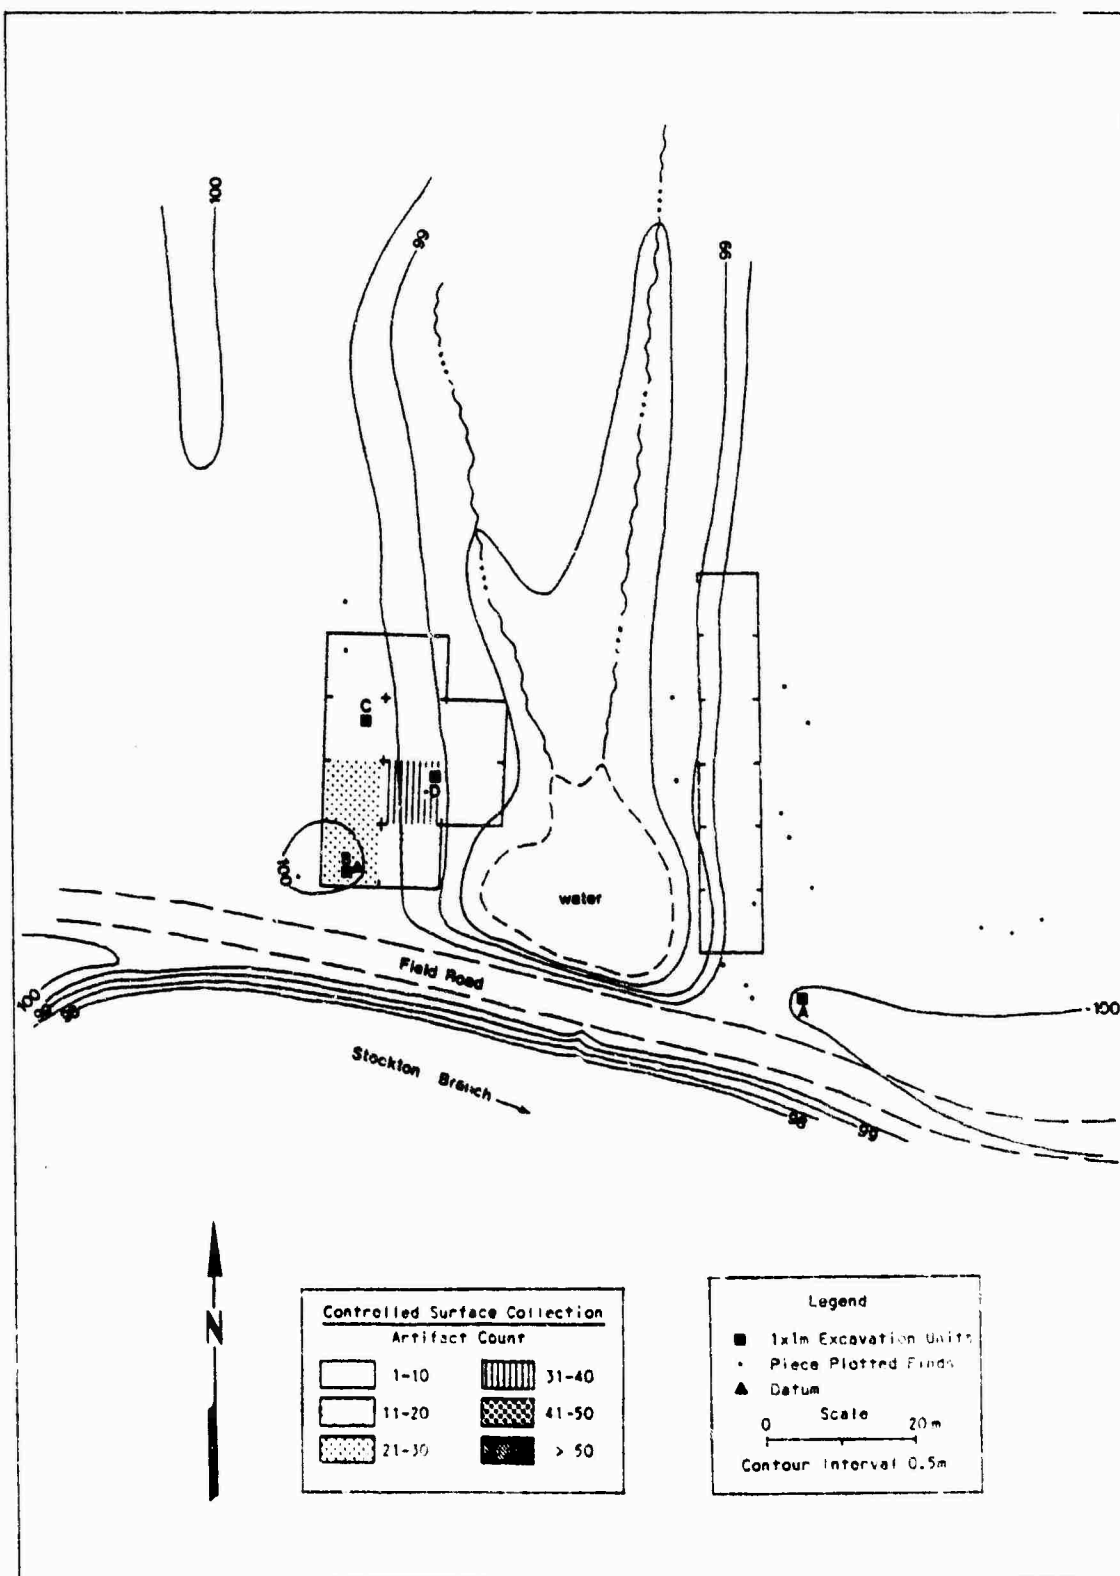 100
99
99
C
D
B
100
water
Field Road
100
99
98
A
100
Stockton Branch
98
99
N
Controlled Surface Collection
Artifact Count
1-10
31-40
11-20
41-50
21-30
> 50
Legend
1x1m Excavation Units
Piece Plotted Finds
Datum
Scale
0 20 m
Contour Interval 0.5m